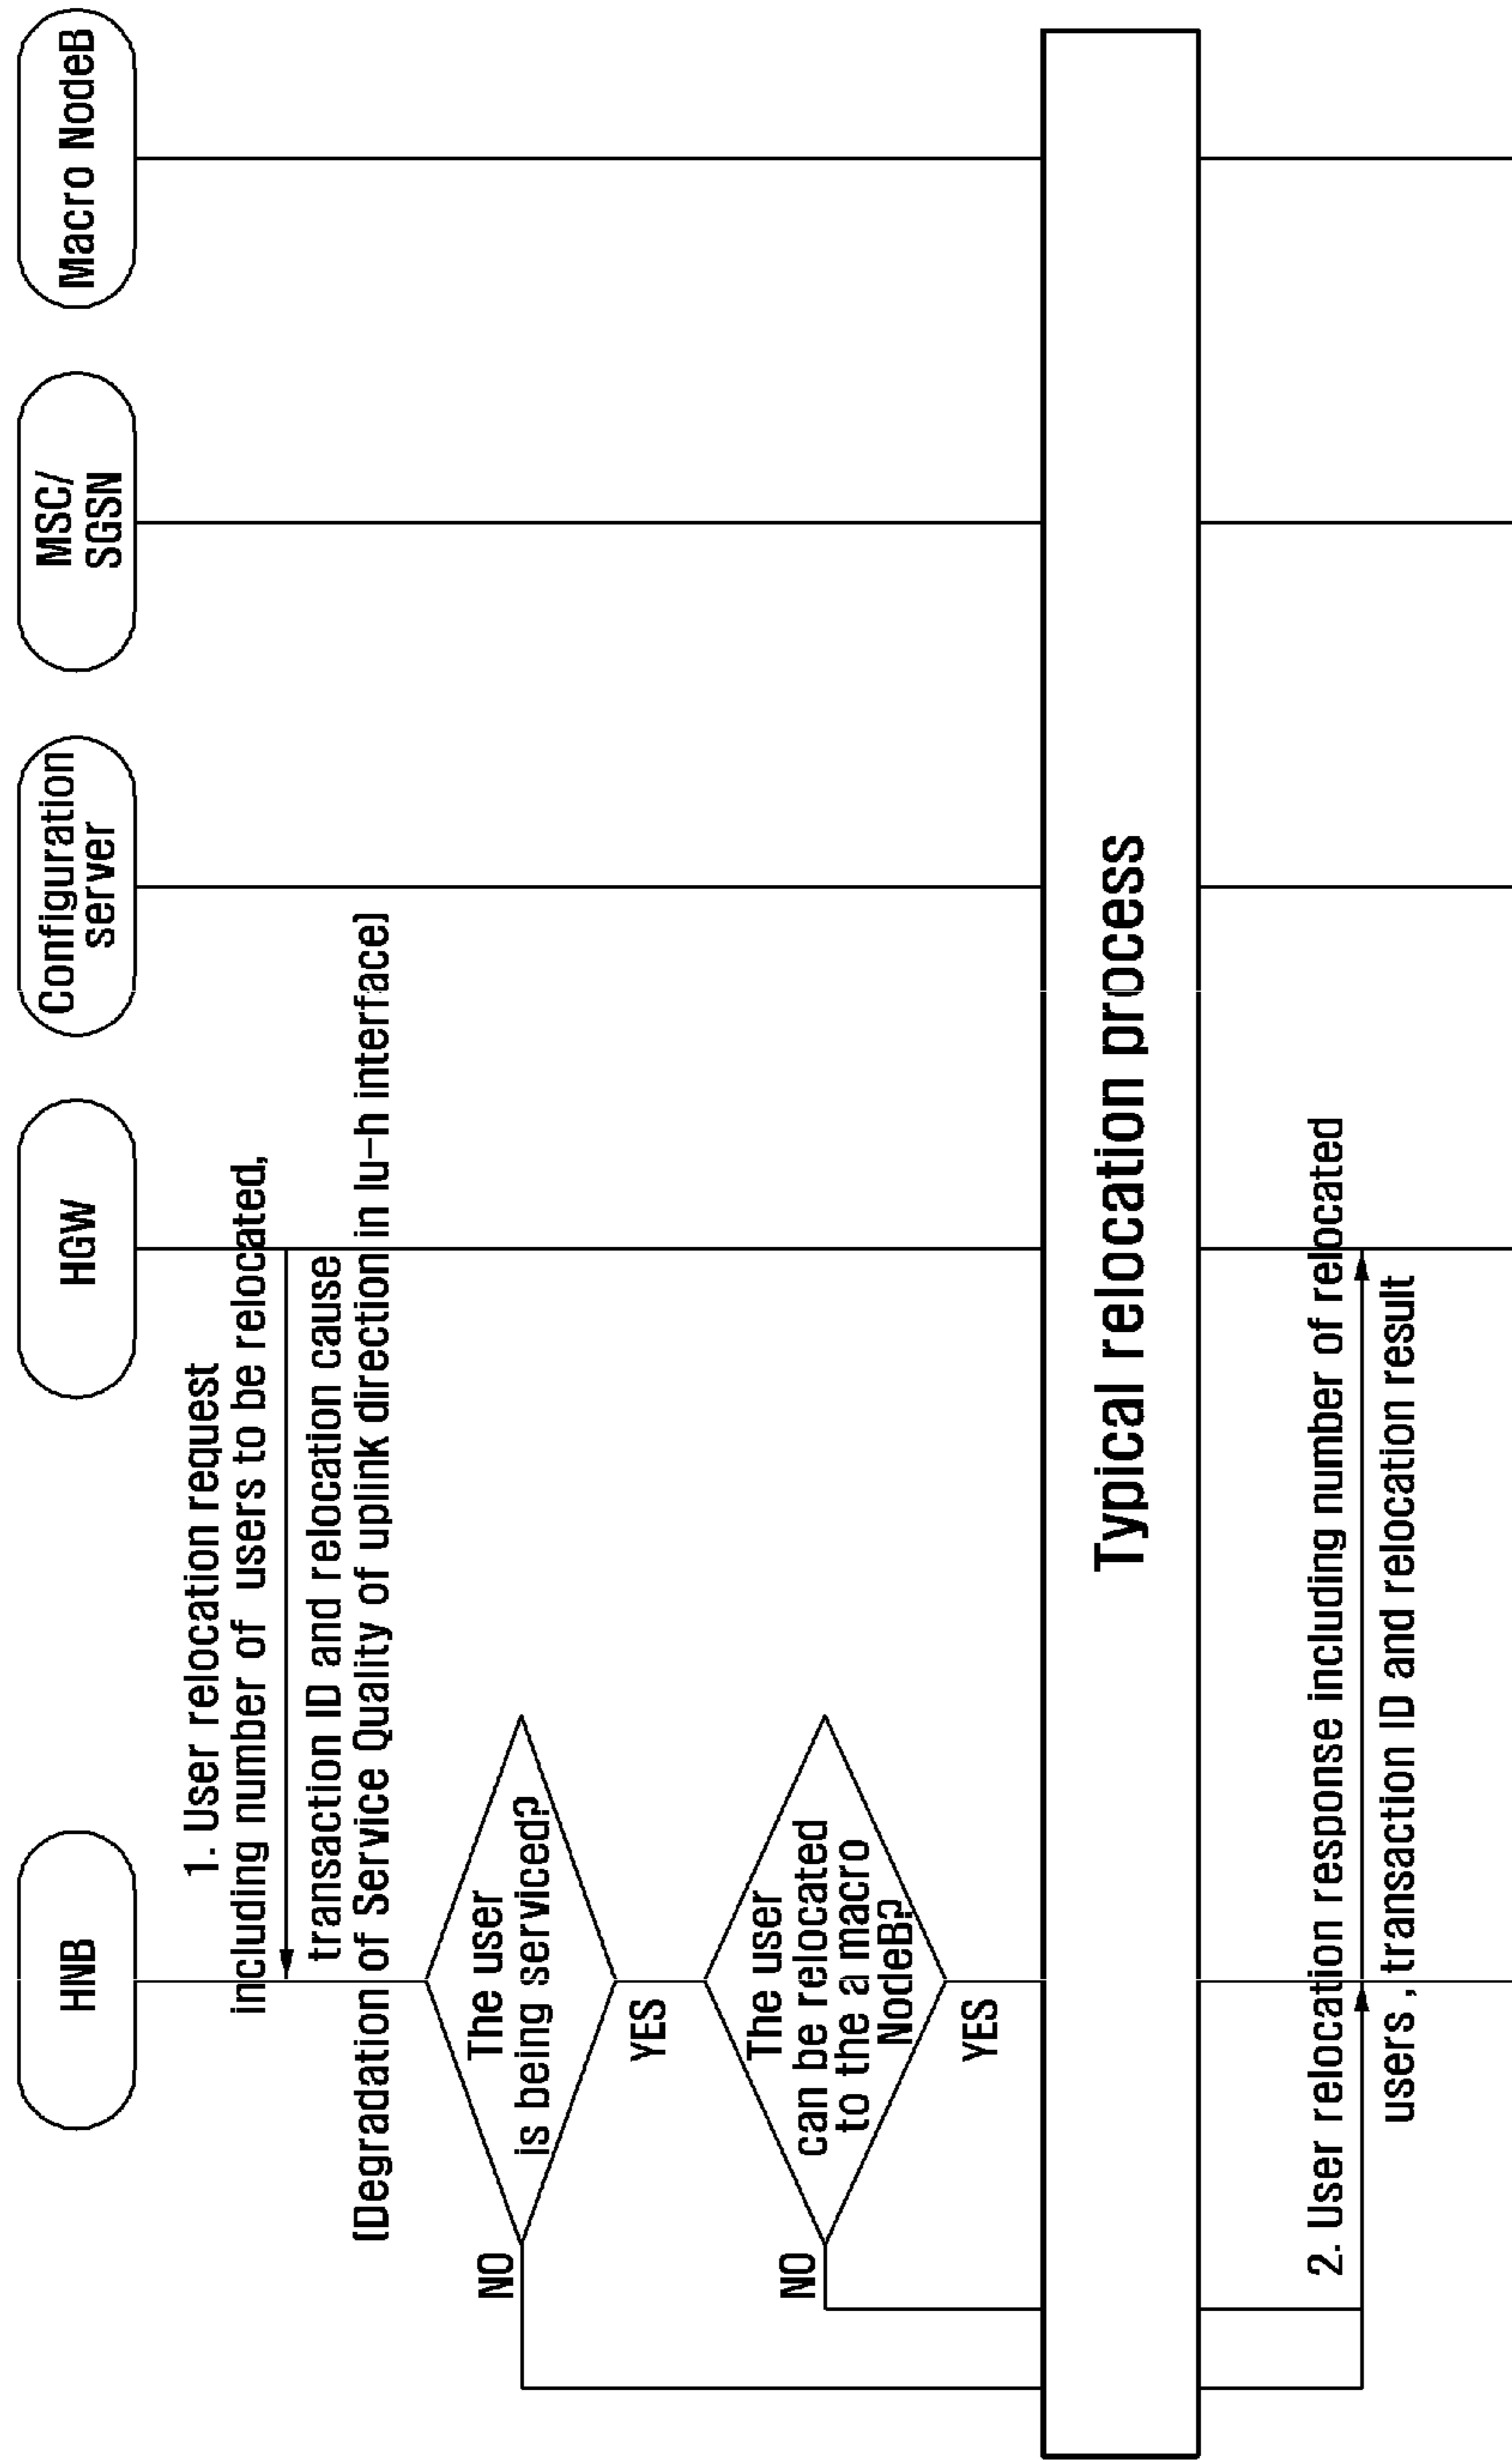 HNB
HGW
Configuration
server
MSC/
SGSN
Macro NodeB
1. User relocation request
including number of users to be relocated,
transaction ID and relocation cause
(Degradation of Service Quality of uplink direction in Iu-h interface)
The user
is being serviced?
NO
YES
The user
can be relocated
to the a macro
NodeB?
NO
YES
Typical relocation process
2. User relocation response including number of relocated
users , transaction ID and relocation result